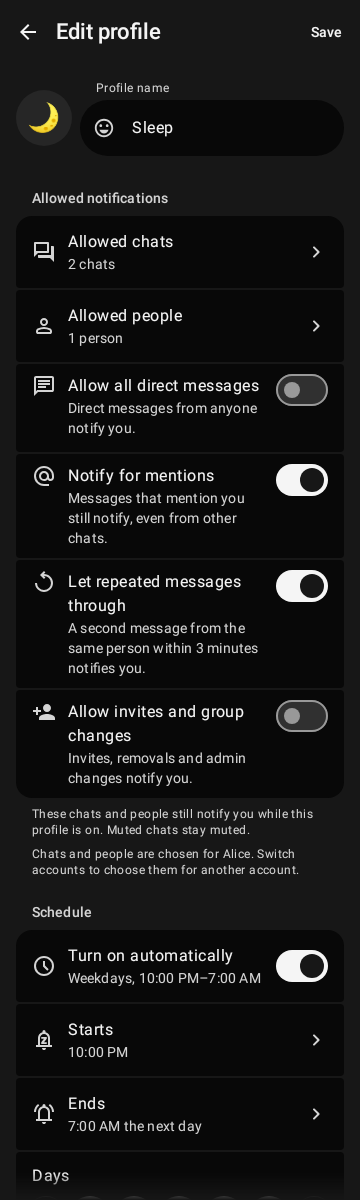 Edit profile
Save
Profile name
Sleep
Allowed notifications
Allowed chats
2 chats
Allowed people
1 person
Allow all direct messages
Direct messages from anyone
notify you.
Notify for mentions
Messages that mention you
still notify, even from other
chats.
Let repeated messages
through
A second message from the
same person within 3 minutes
notifies you.
Allow invites and group
changes
Invites, removals and admin
changes notify you.
These chats and people still notify you while this
profile is on. Muted chats stay muted.
Chats and people are chosen for Alice. Switch
accounts to choose them for another account.
Schedule
Turn on automatically
Weekdays, 10:00 PM–7:00 AM
Starts
10:00 PM
Ends
7:00 AM the next day
Days